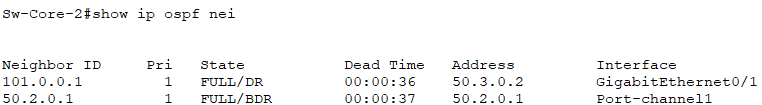 Sw-Core-2#show ip ospf nei
Neighbor ID Pri State Dead Time Address Interface
101.0.0.1 1 FULL/DR 00:00:36 50.3.0.2 GigabitEthernet0/1
50.2.0.1 1 FULL/BDR 00:00:37 50.2.0.1 Port-channel1